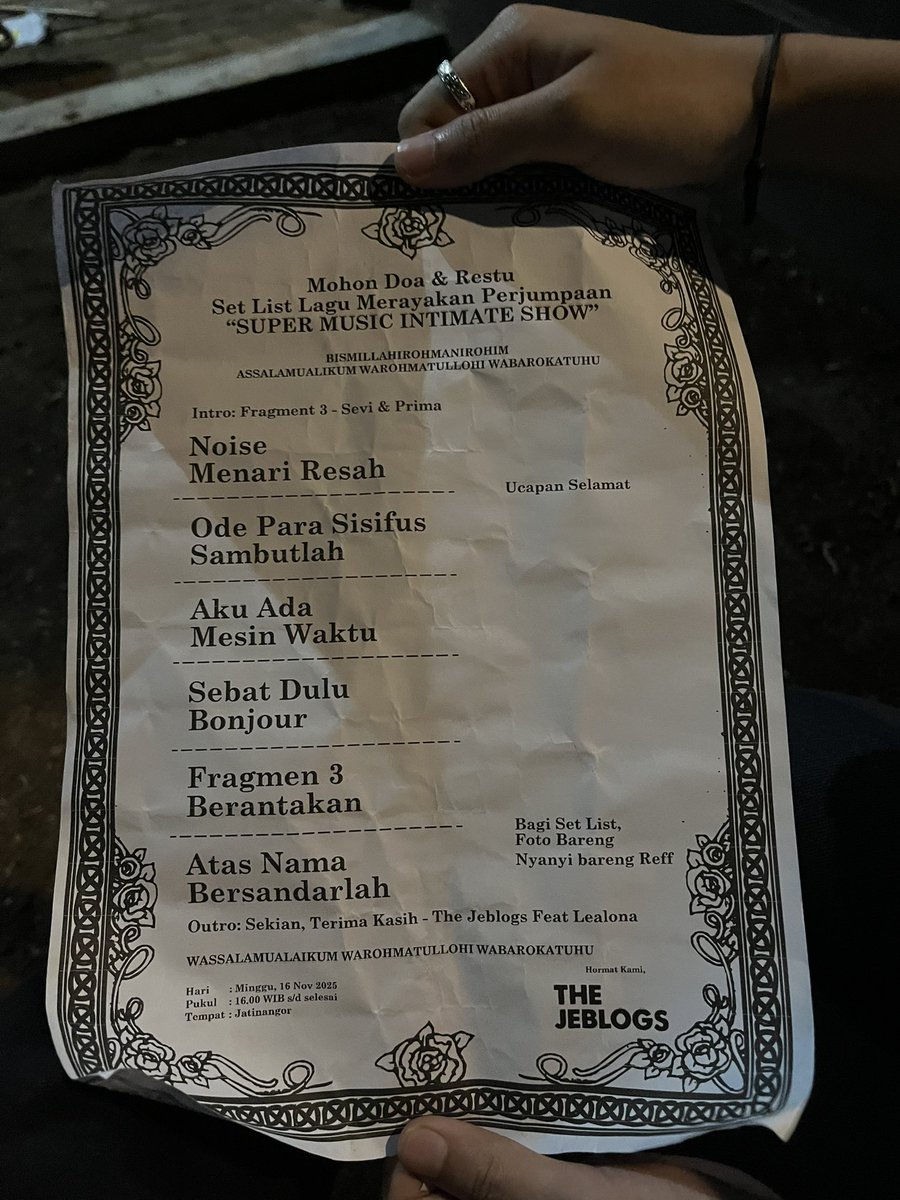 Mohon Doa & Restu
Set List Lagu Merayakan Perjumpaan
“SUPER MUSIC INTIMATE SHOW”
BISMILLAHIROHMANIROHIM
ASSALAMUALIKUM WAROHMATULLOHI WABAROKATUHU
Intro: Fragment 3 - Sevi & Prima
Noise
Menari Resah
Ucapan Selamat
Ode Para Sisifus
Sambutlah
Aku Ada
Mesin Waktu
Sebat Dulu
Bonjour
Fragmen 3
Berantakan
Bagi Set List,
Foto Bareng
Nyanyi bareng Reff
Atas Nama
Bersandarlah
Outro: Sekian, Terima Kasih - The Jeblogs Feat Lealona
WASSALAMUALAIKUM WAROHMATULLOHI WABAROKATUHU
Hari : Minggu, 16 Nov 2025
Pukul : 16.00 WIB s/d selesai
Tempat : Jatinangor
Hormat Kami,
THE
JEBLOGS